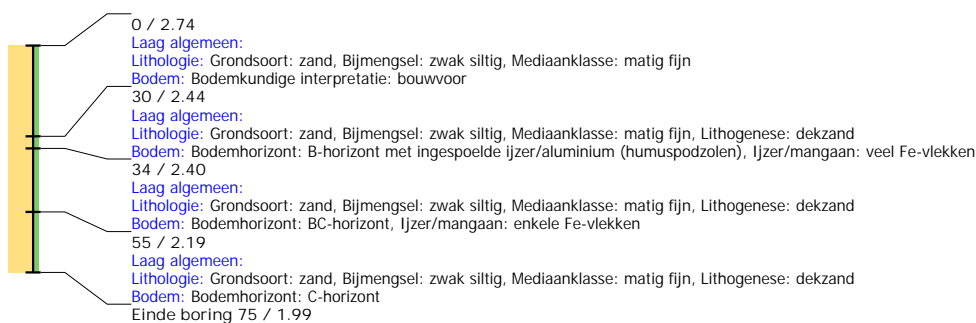 0 / 2.74
Laag algemeen:
Lithologie: Grondsoort: zand, Bijmengsel: zwak siltig, Mediaanklasse: matig fijn
Bodem: Bodemkundige interpretatie: bouwvoor
30 / 2.44
Laag algemeen:
Lithologie: Grondsoort: zand, Bijmengsel: zwak siltig, Mediaanklasse: matig fijn, Lithogenese: dekzand
Bodem: Bodemhorizont: B-horizont met ingespoelde ijzer/aluminium (humuspodzolen), Ijzer/mangaan: veel Fe-vlekken
34 / 2.40
Laag algemeen:
Lithologie: Grondsoort: zand, Bijmengsel: zwak siltig, Mediaanklasse: matig fijn, Lithogenese: dekzand
Bodem: Bodemhorizont: BC-horizont, Ijzer/mangaan: enkele Fe-vlekken
55 / 2.19
Laag algemeen:
Lithologie: Grondsoort: zand, Bijmengsel: zwak siltig, Mediaanklasse: matig fijn, Lithogenese: dekzand
Bodem: Bodemhorizont: C-horizont
Einde boring 75 / 1.99